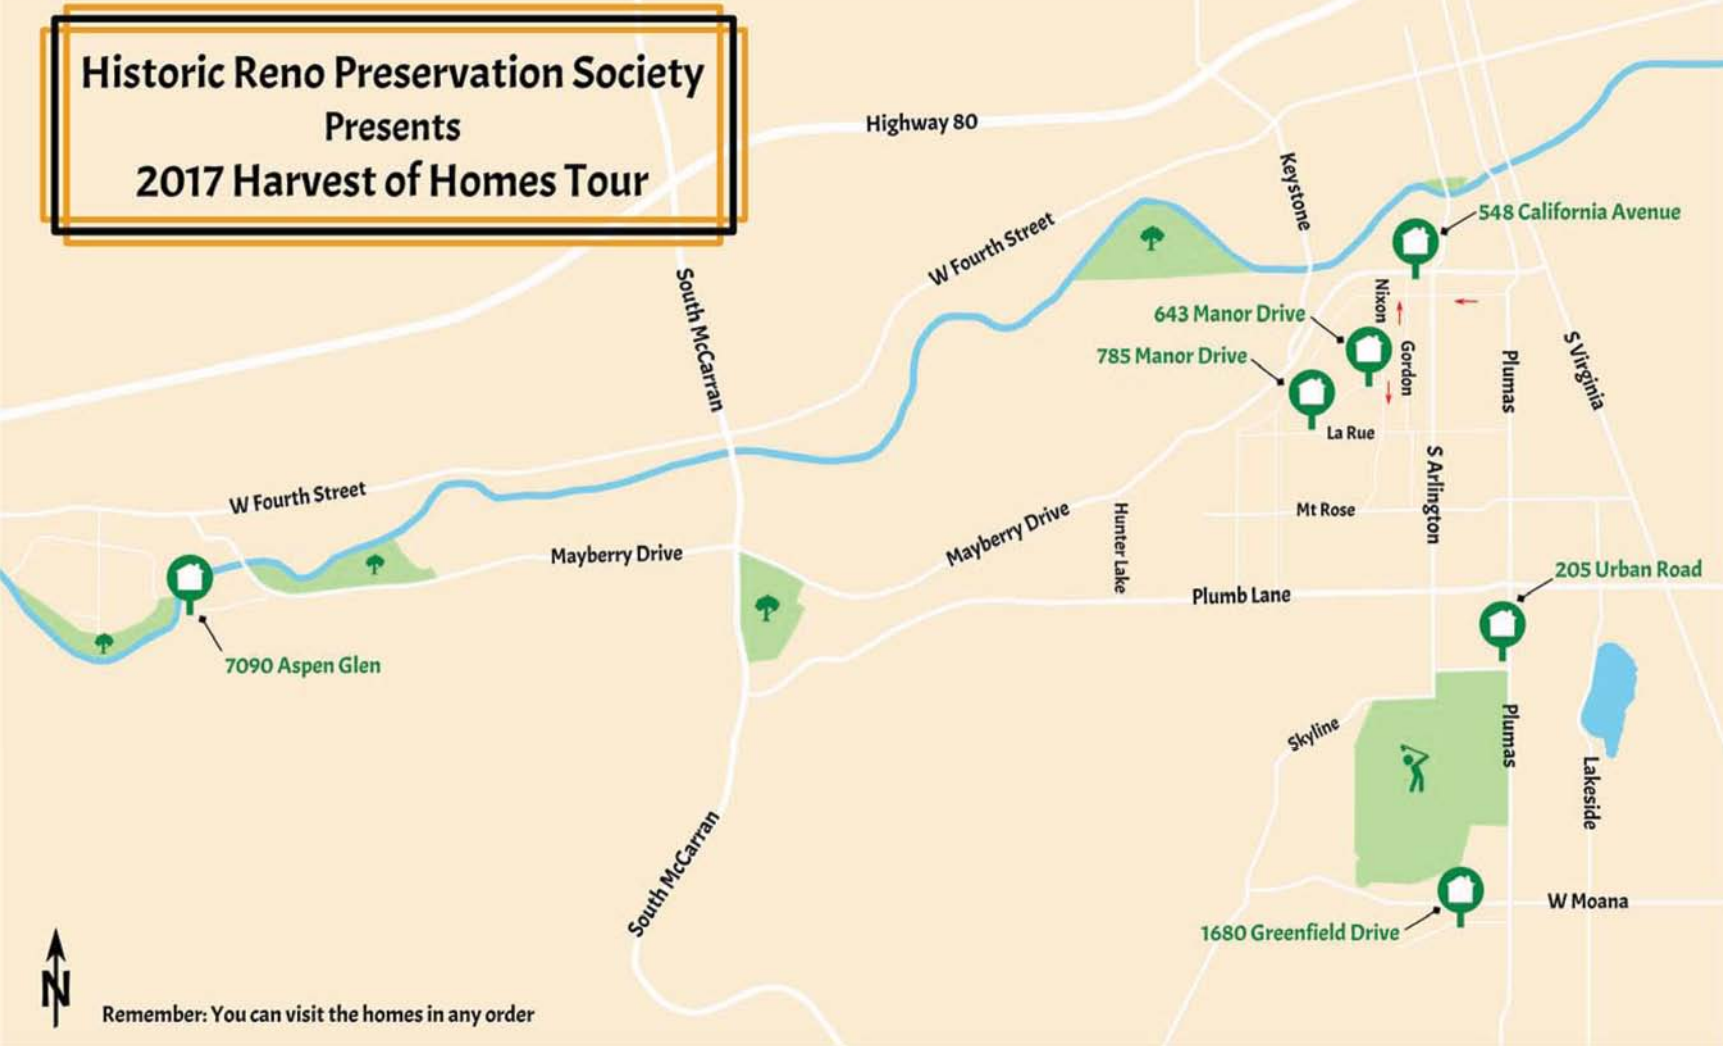 Historic Reno Preservation Society
Presents
2017 Harvest of Homes Tour
Highway 80
Keystone
548 California Avenue
W Fourth Street
South McCarran
Nixon
643 Manor Drive
785 Manor Drive
Gordon
Plumas
S Virginia
La Rue
S Arlington
W Fourth Street
Mayberry Drive
Mayberry Drive
Hunter Lake
Mt Rose
Plumb Lane
205 Urban Road
7090 Aspen Glen
Skyline
Plumas
Lakeside
South McCarran
W Moana
1680 Greenfield Drive
N
Remember: You can visit the homes in any order